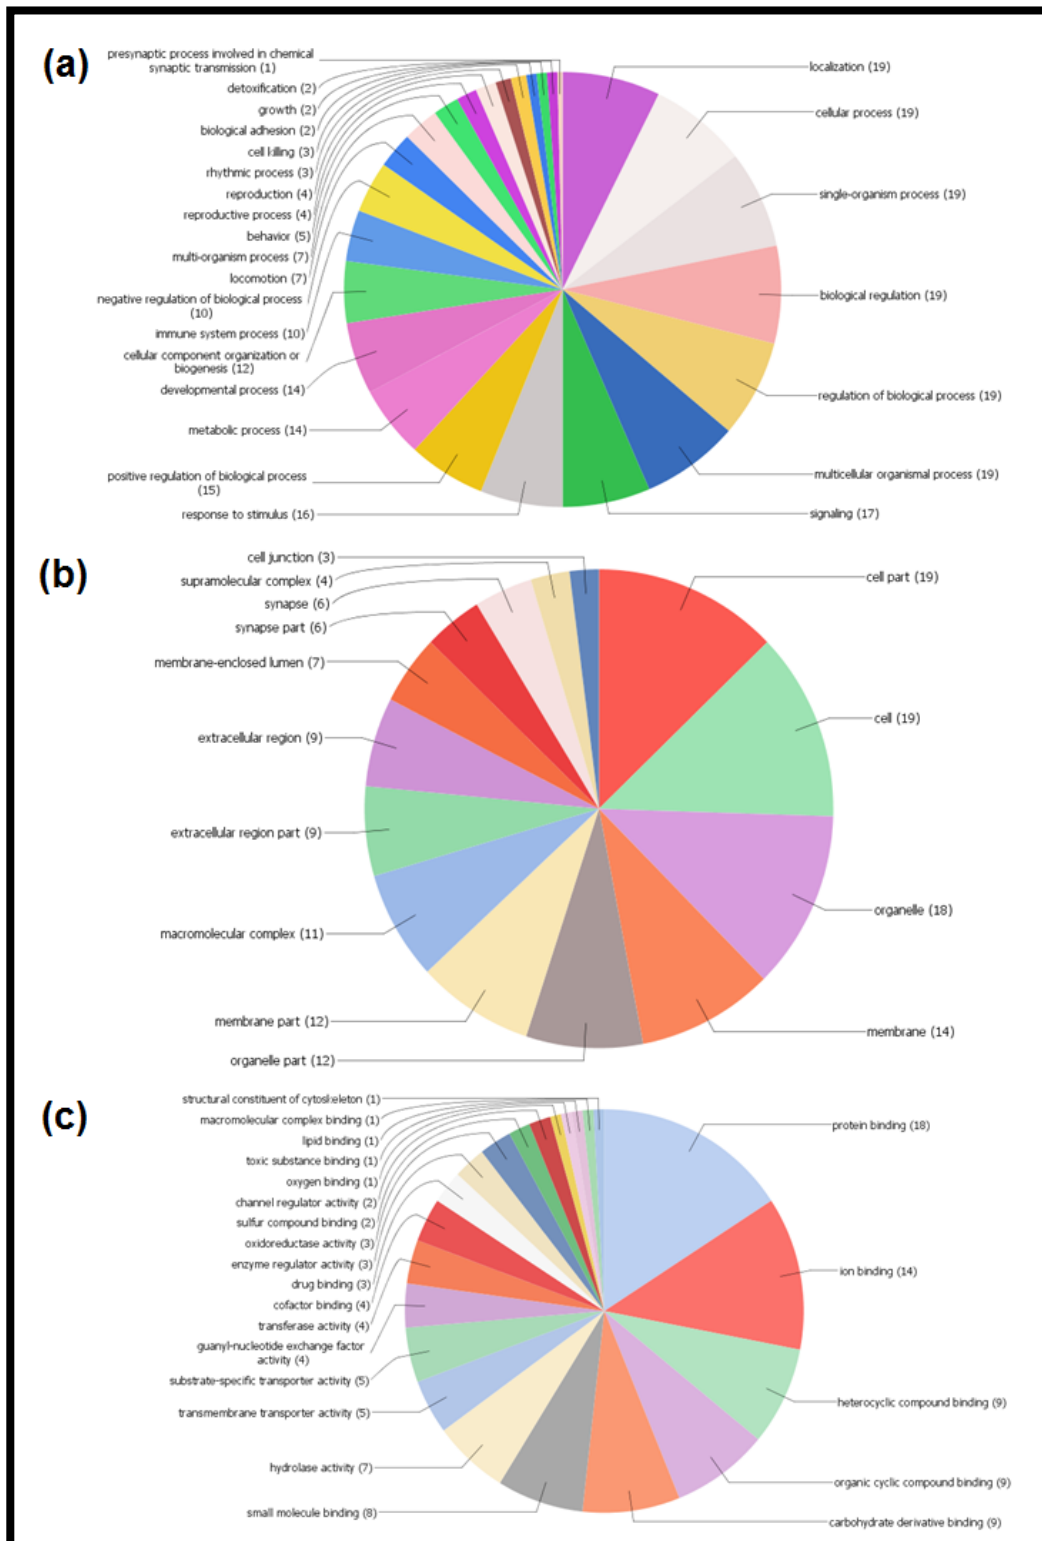 (a)
presynaptic process involved in chemical
synaptic transmission (1)
detoxification (2)
growth (2)
biological adhesion (2)
cell killing (3)
rhythmic process (3)
reproduction (4)
reproductive process (4)
behavior (5)
multi-organism process (7)
locomotion (7)
negative regulation of biological process
(10)
immune system process (10)
cellular component organization or
biogenesis (12)
developmental process (14)
metabolic process (14)
positive regulation of biological process
(15)
response to stimulus (16)
localization (19)
cellular process (19)
single-organism process (19)
biological regulation (19)
regulation of biological process (19)
multicellular organismal process (19)
signaling (17)
(b)
cell junction (3)
supramolecular complex (4)
synapse (6)
synapse part (6)
membrane-enclosed lumen (7)
extracellular region (9)
extracellular region part (9)
macromolecular complex (11)
membrane part (12)
organelle part (12)
cell part (19)
cell (19)
organelle (18)
membrane (14)
(c)
structural constituent of cytoskeleton (1)
macromolecular complex binding (1)
lipid binding (1)
toxic substance binding (1)
oxygen binding (1)
channel regulator activity (2)
sulfur compound binding (2)
oxidoreductase activity (3)
enzyme regulator activity (3)
drug binding (3)
cofactor binding (4)
transferase activity (4)
guanyl-nucleotide exchange factor
activity (4)
substrate-specific transporter activity (5)
transmembrane transporter activity (5)
hydrolase activity (7)
small molecule binding (8)
protein binding (18)
ion binding (14)
heterocyclic compound binding (9)
organic cyclic compound binding (9)
carbohydrate derivative binding (9)